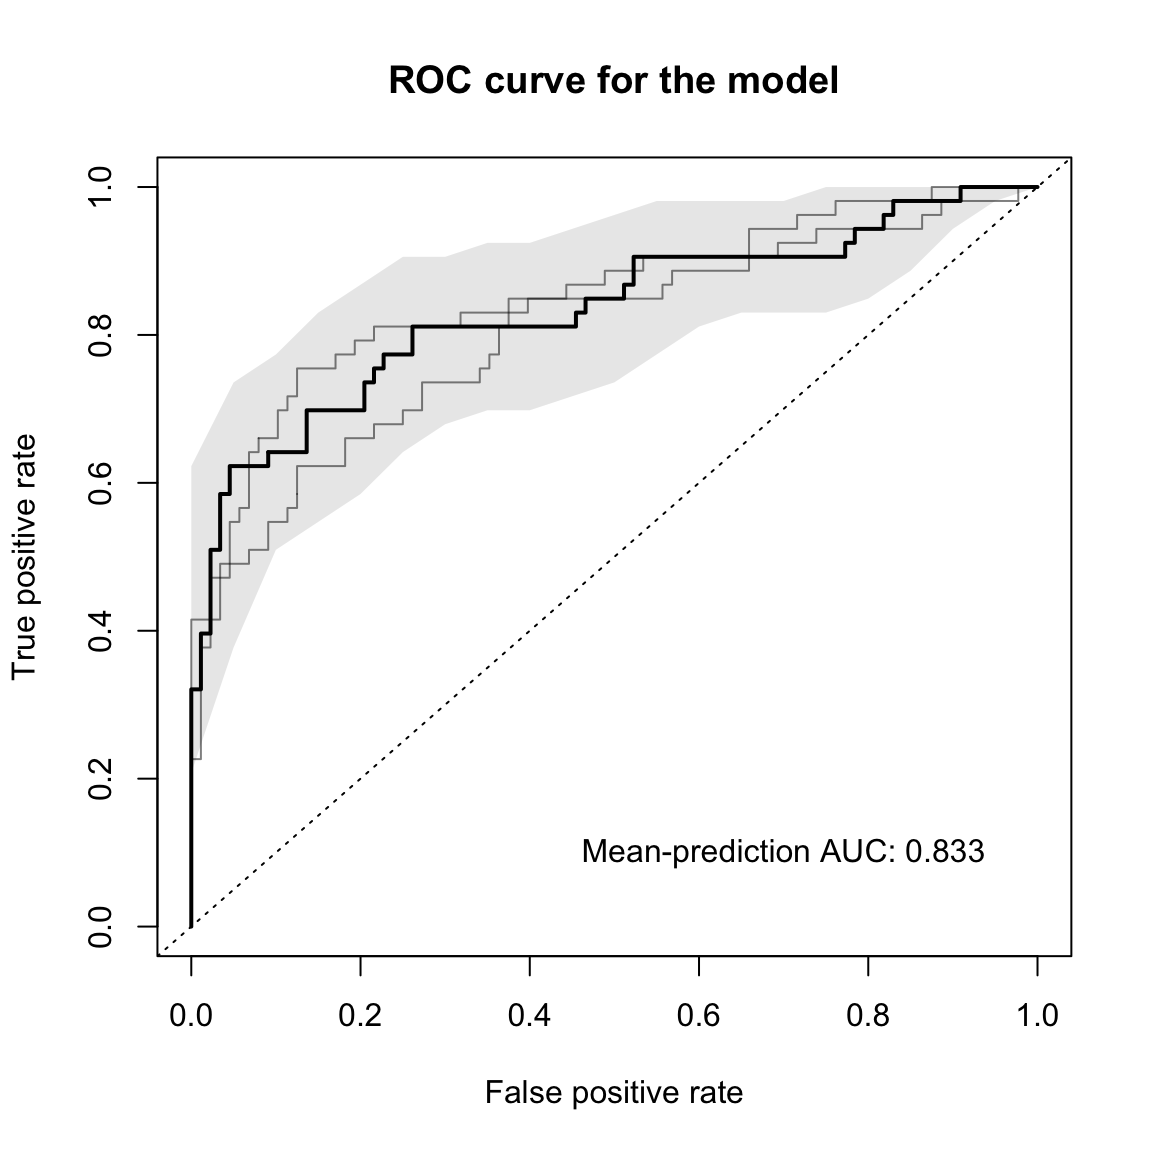 ROC curve for the model
True positive rate
1.0
0.8
0.6
0.4
0.2
0.0
Mean-prediction AUC: 0.833
0.0 0.2 0.4 0.6 0.8 1.0
False positive rate